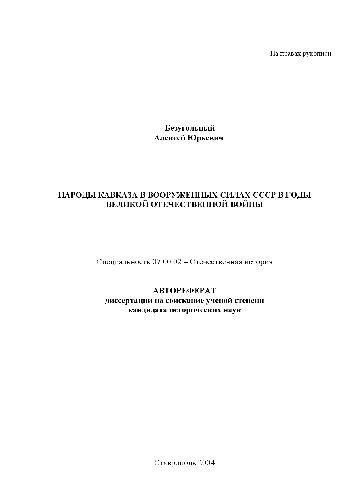 На правах рукописи
Безугольный
Алексей Юрьевич
НАРОДЫ КАВКАЗА В ВООРУЖЕННЫХ СИЛАХ СССР В ГОДЫ
ВЕЛИКОЙ ОТЕЧЕСТВЕННОЙ ВОЙНЫ
Специальность 07.00.02 – Отечественная история
АВТОРЕФЕРАТ
диссертации на соискание ученой степени
кандидата исторических наук
Ставрополь 2004